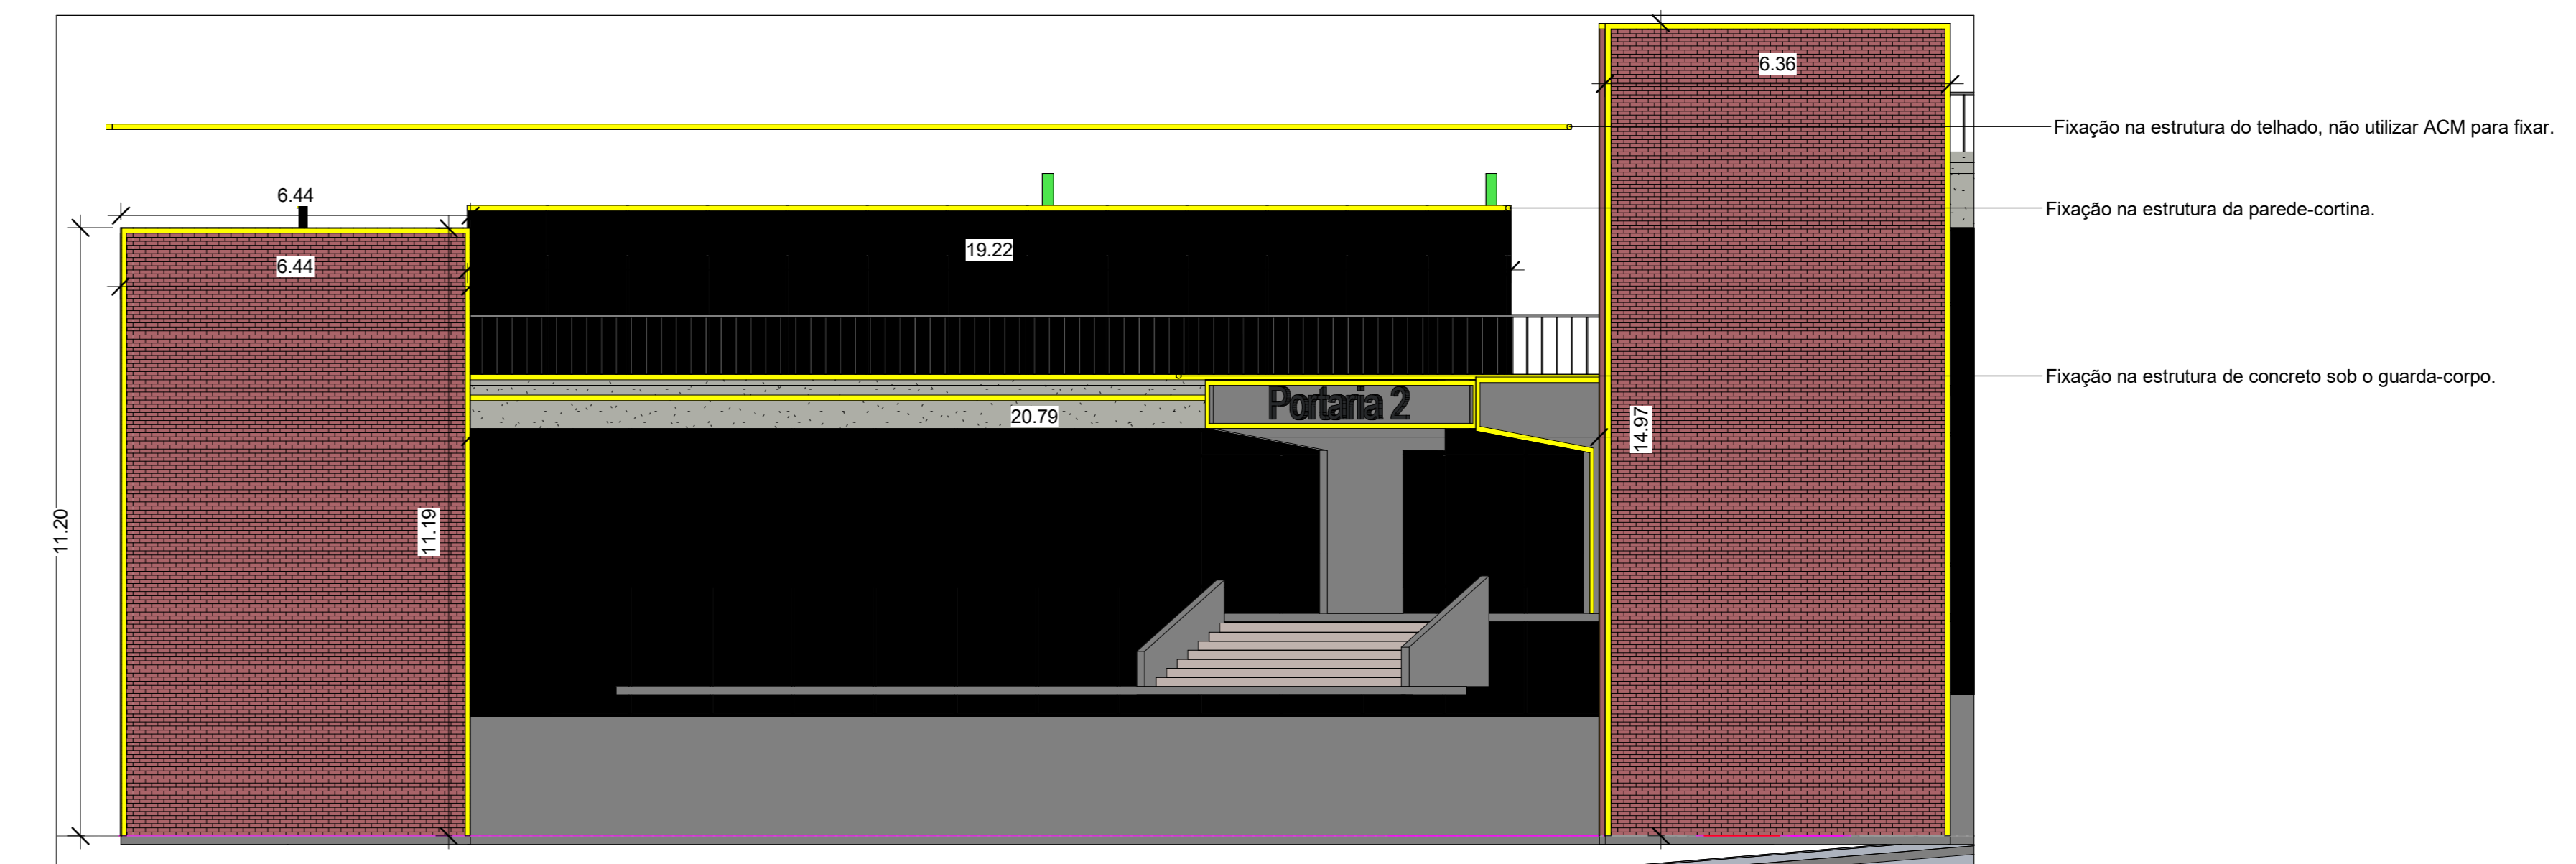 6.36
Fixação na estrutura do telhado, não utilizar ACM para fixar.
6.44
Fixação na estrutura da parede-cortina.
19.22
6.44
Fixação na estrutura de concreto sob o guarda-corpo.
Portaria 2
20.79
14.97
11.20
11.19